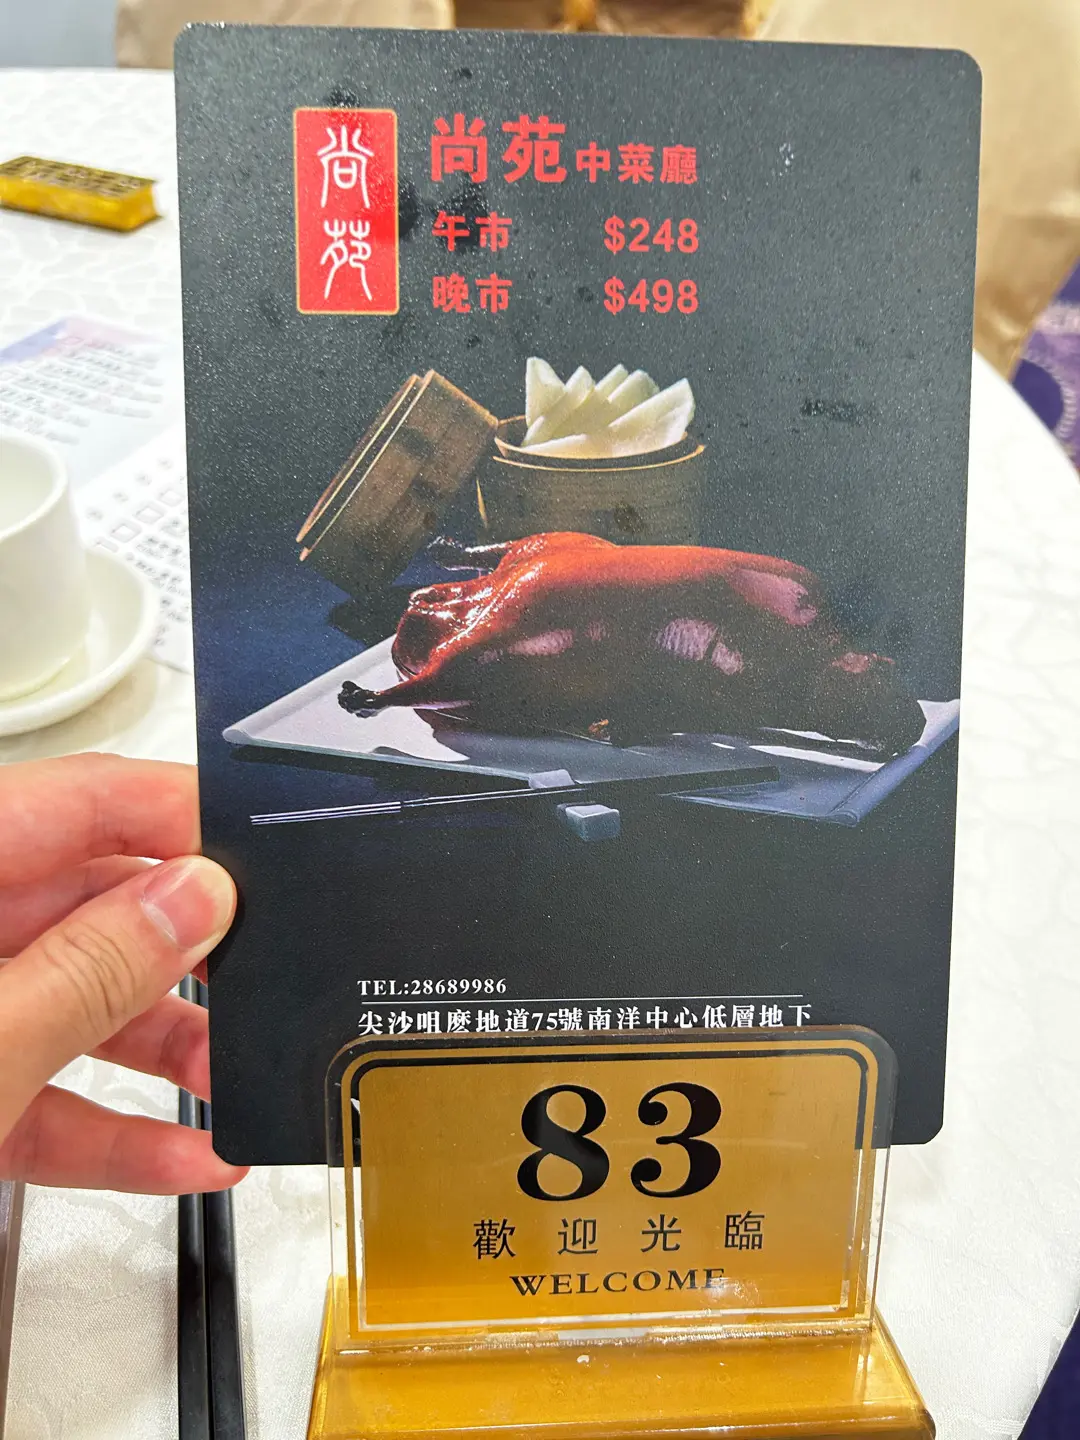 尚苑
尚苑中菜廳
午市 $248
晚市 $498
TEL:28689986
尖沙咀麼地道75號南洋中心低層地下
83
歡迎光臨
WELCOME